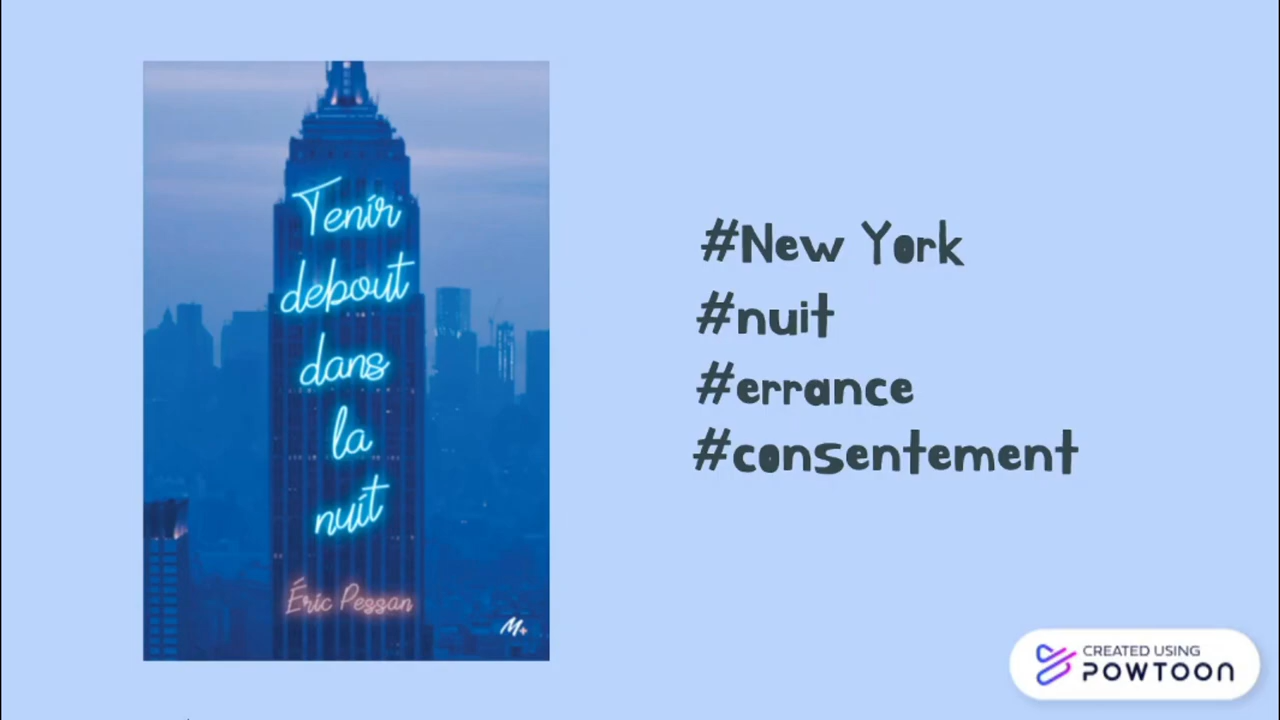 Tenir
debout
dans
la
nuit
Éric Pessan
M+
#New York
#nuit
#errance
#consentement
CREATED USING
POWTOON